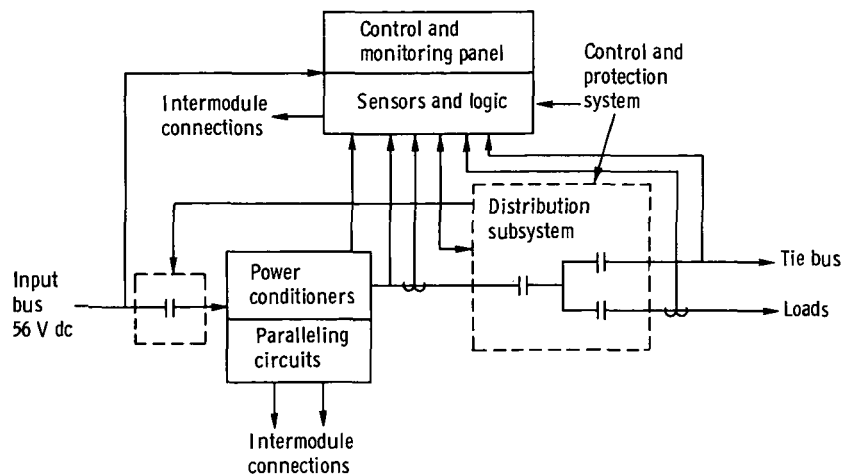 Control and
monitoring panel
Sensors and logic
Control and
protection
system
Intermodule
connections
Distribution
subsystem
Input
bus
56 V dc
Power
conditioners
Paralleling
circuits
Tie bus
Loads
Intermodule
connections